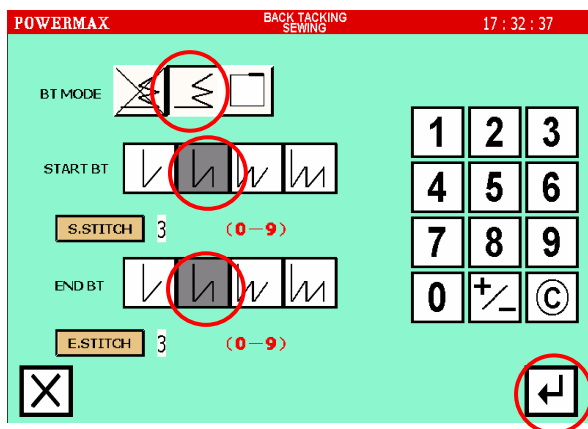 POWERMAX
BACK TACKING
SEWING
17 : 32 : 37
BT MODE
START BT
S.STITCH 3 (0-9)
END BT
E.STITCH 3 (0-9)
1 2 3
4 5 6
7 8 9
0 +/- C
X